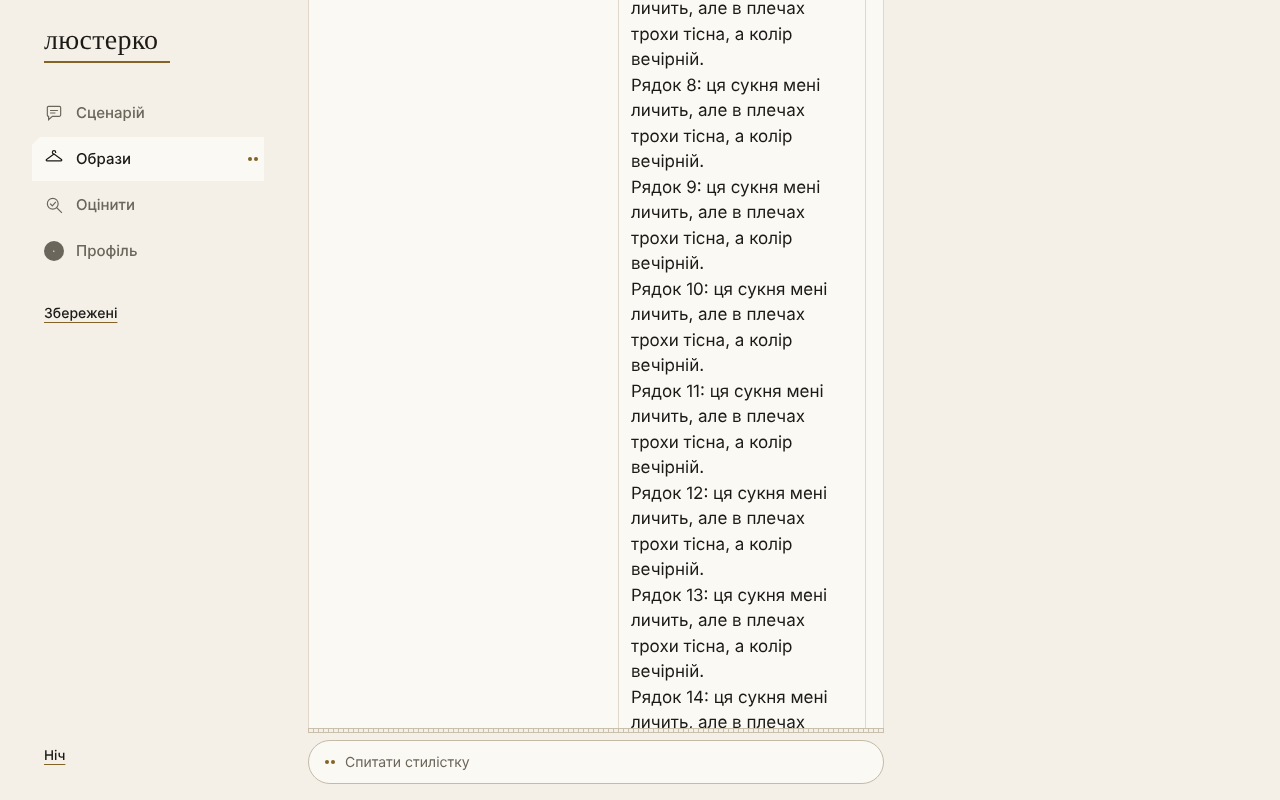 люстерко
Сценарій
Образи
Оцінити
Профіль
Збережені
Ніч
личить, але в плечах
трохи тісна, а колір
вечірній.
Рядок 8: ця сукня мені
личить, але в плечах
трохи тісна, а колір
вечірній.
Рядок 9: ця сукня мені
личить, але в плечах
трохи тісна, а колір
вечірній.
Рядок 10: ця сукня мені
личить, але в плечах
трохи тісна, а колір
вечірній.
Рядок 11: ця сукня мені
личить, але в плечах
трохи тісна, а колір
вечірній.
Рядок 12: ця сукня мені
личить, але в плечах
трохи тісна, а колір
вечірній.
Рядок 13: ця сукня мені
личить, але в плечах
трохи тісна, а колір
вечірній.
Рядок 14: ця сукня мені
личить, але в плечах
Спитати стилістку